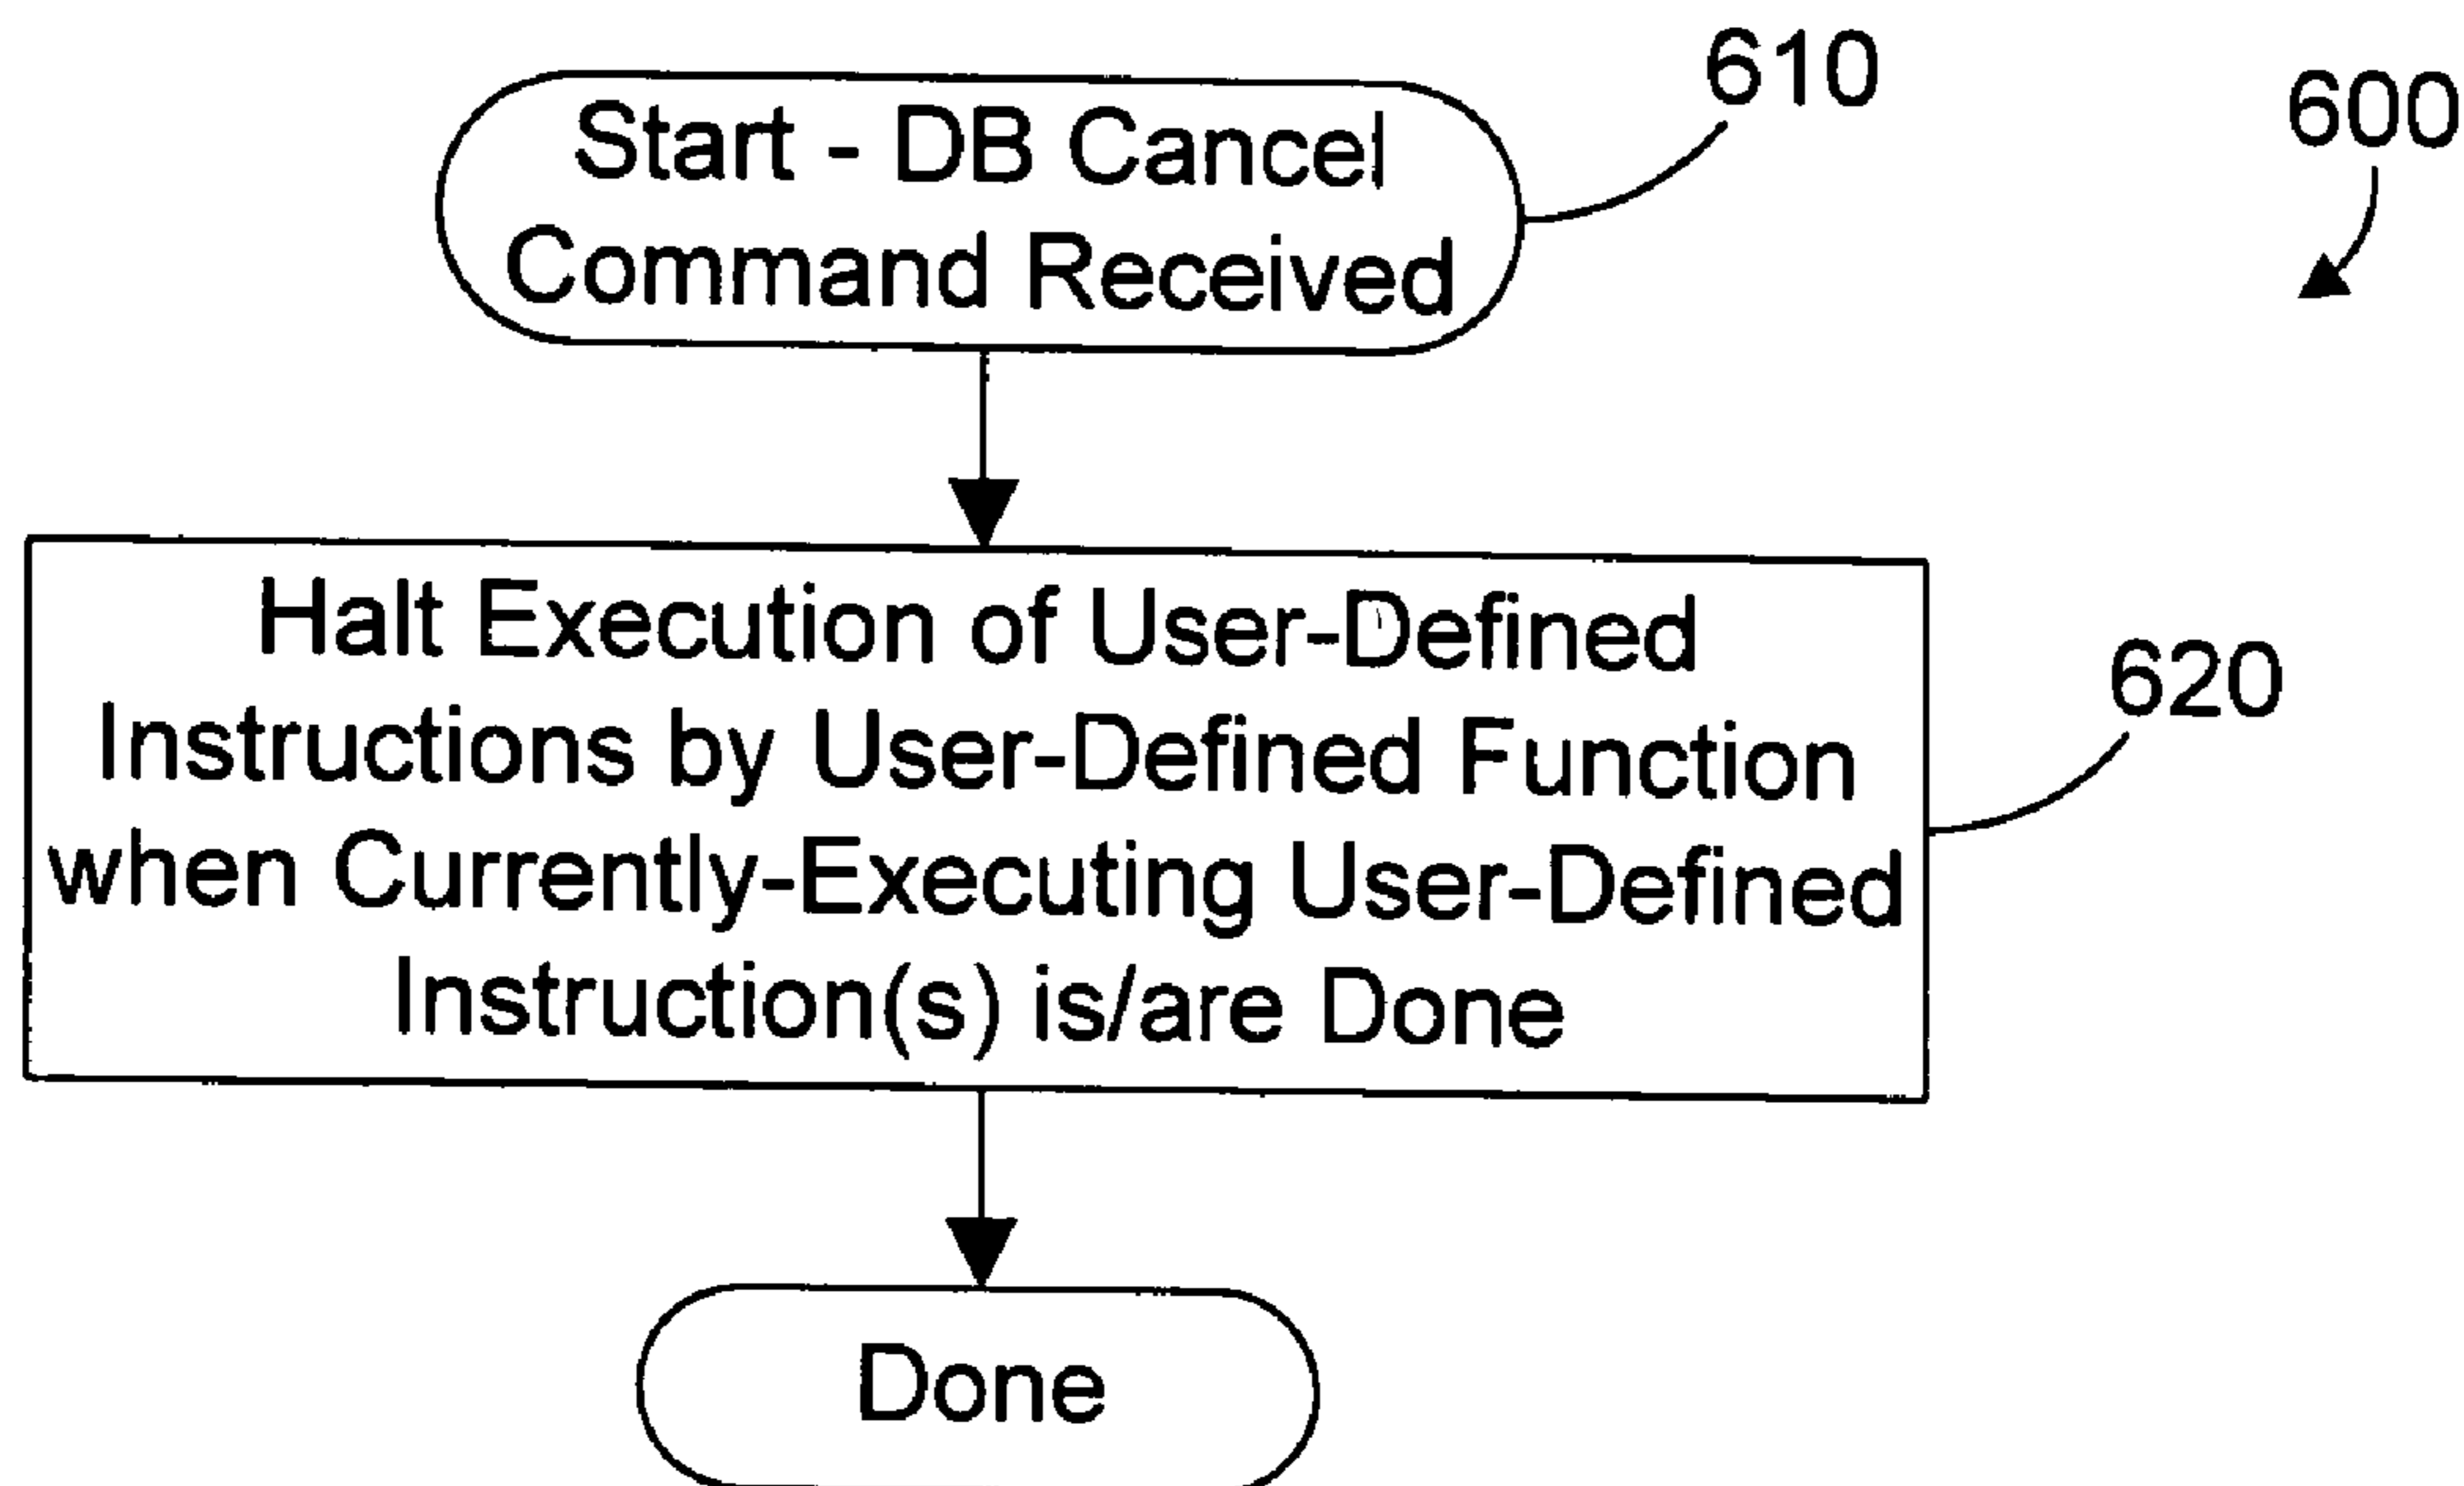 610
600
Start - DB Cancel
Command Received
Halt Execution of User-Defined
Instructions by User-Defined Function
when Currently-Executing User-Defined
Instruction(s) is/are Done
620
Done